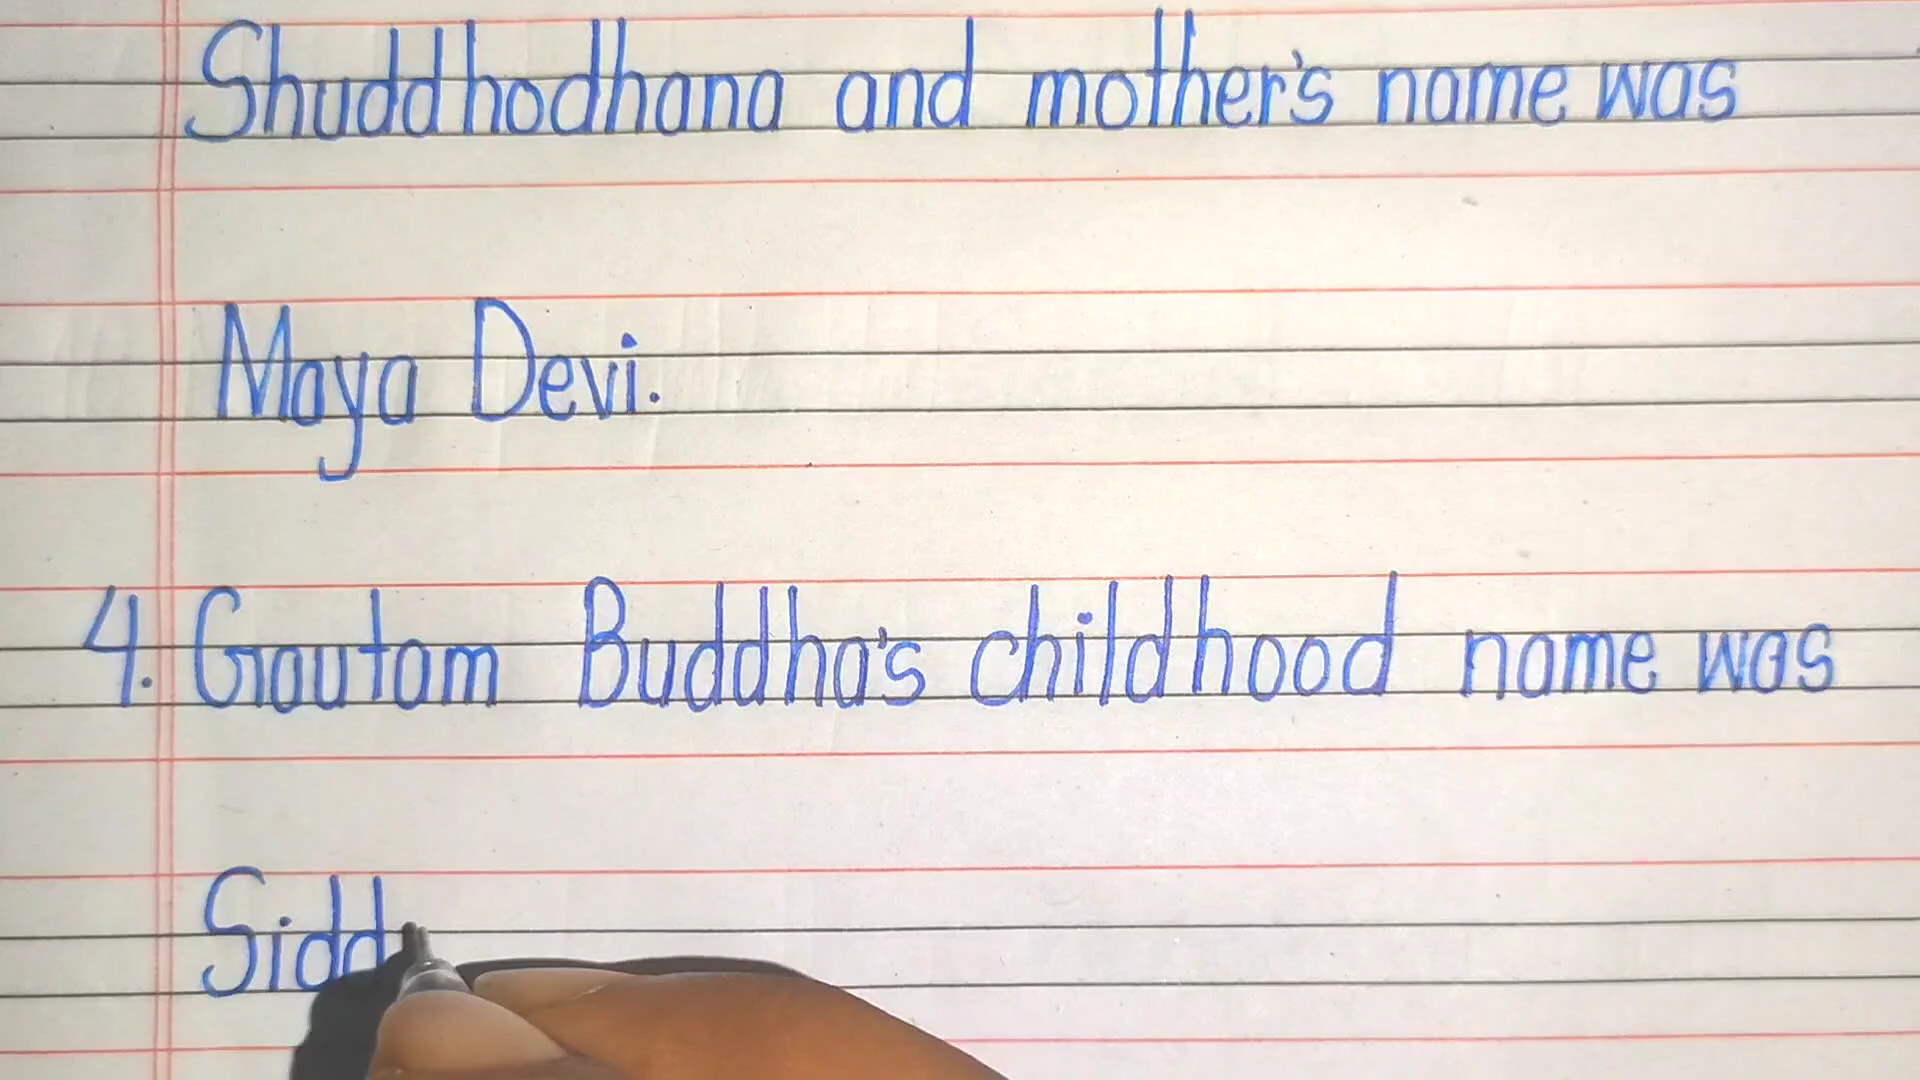 Shuddhodhana and mother's name was
Maya Devi.
4. Gautam Buddha's childhood name was
Sidd